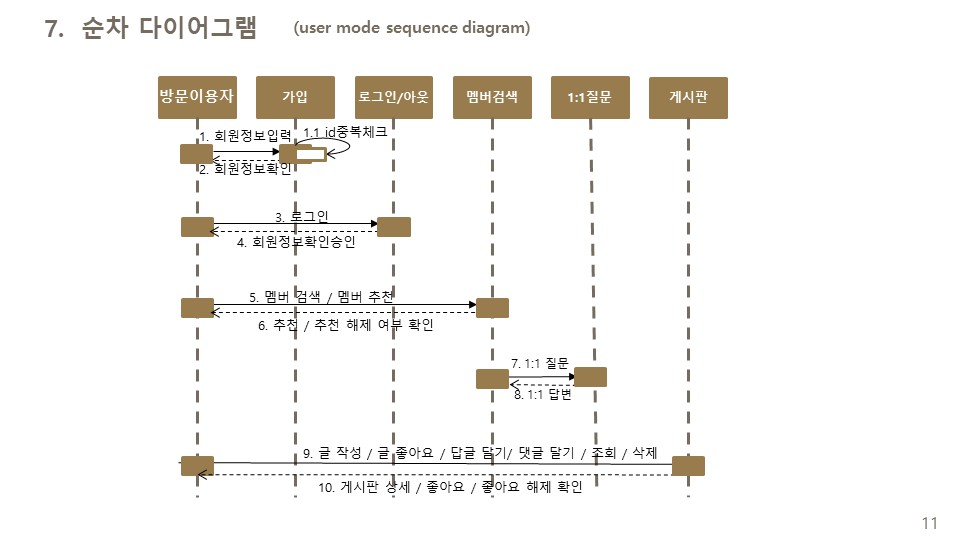 7. 순차 다이어그램 (user mode sequence diagram)
방문이용자 가입 로그인/아웃 멤버검색 1:1질문 게시판
1. 회원정보입력 1.1 id중복체크
2. 회원정보확인
3. 로그인
4. 회원정보확인승인
5. 멤버 검색 / 멤버 추천
6. 추천 / 추천 해제 여부 확인
7. 1:1 질문
8. 1:1 답변
9. 글 작성 / 글 좋아요 / 답글 달기/ 댓글 달기 / 조회 / 삭제
10. 게시판 상세 / 좋아요 / 좋아요 해제 확인
11